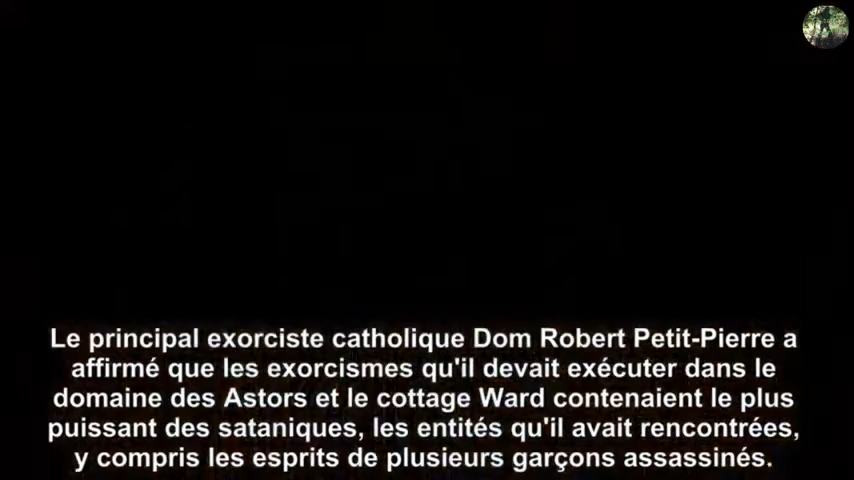 Le principal exorciste catholique Dom Robert Petit-Pierre a
affirmé que les exorcismes qu'il devait exécuter dans le
domaine des Astors et le cottage Ward contenaient le plus
puissant des sataniques, les entités qu'il avait rencontrées,
y compris les esprits de plusieurs garçons assassinés.